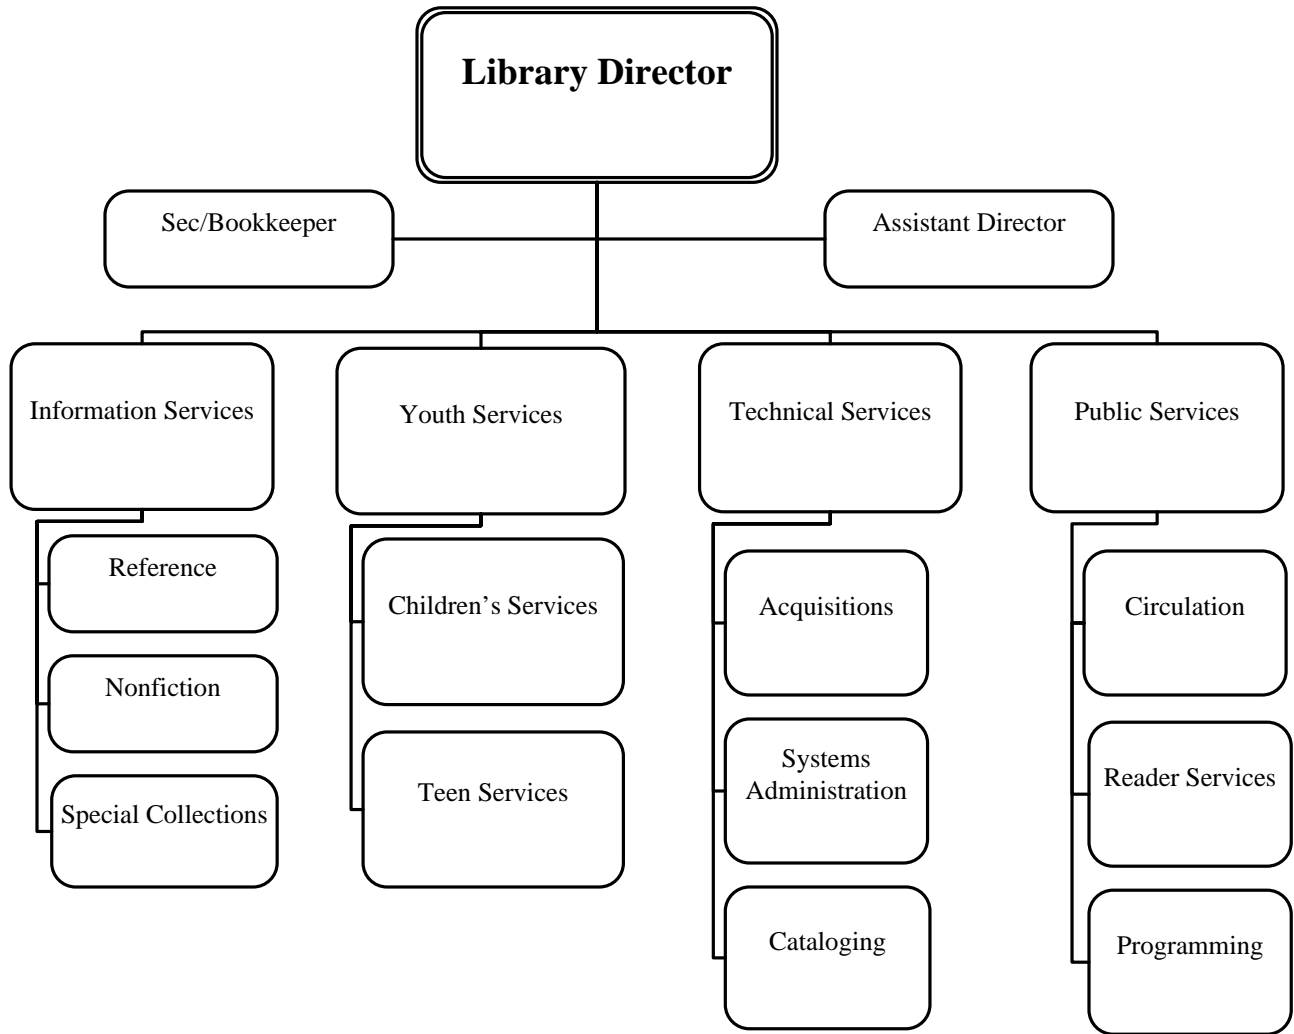 Library Director
Sec/Bookkeeper
Assistant Director
Information Services
Youth Services
Technical Services
Public Services
Reference
Nonfiction
Special Collections
Children’s Services
Teen Services
Acquisitions
Systems
Administration
Cataloging
Circulation
Reader Services
Programming